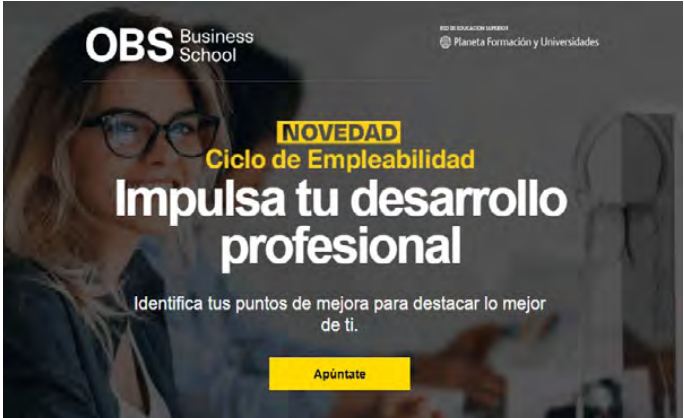 OBS Business
School
RED DE EDUCACIÓN SUPERIOR
Planeta Formación y Universidades
NOVEDAD
Ciclo de Empleabilidad
Impulsa tu desarrollo
profesional
Identifica tus puntos de mejora para destacar lo mejor
de ti.
Apúntate